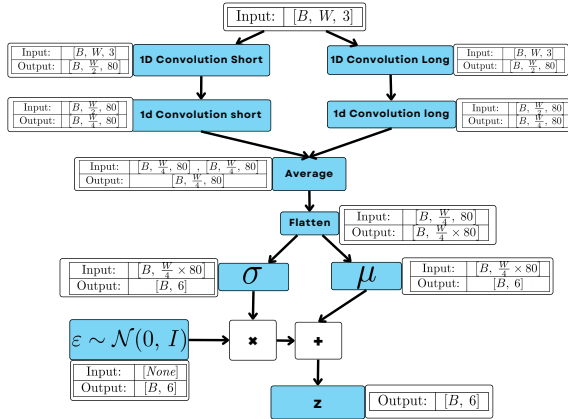 Input: [B, W, 3]
Input: [B, W, 3]
Output: [B, W/2, 80]
1D Convolution Short
1D Convolution Long
Input: [B, W, 3]
Output: [B, W/2, 80]
Input: [B, W/2, 80]
Output: [B, W/4, 80]
1d Convolution short
1d Convolution long
Input: [B, W/2, 80]
Output: [B, W/4, 80]
Input: [B, W/4, 80] , [B, W/4, 80]
Output: [B, W/4, 80]
Average
Flatten
Input: [B, W/4, 80]
Output: [B, W/4 × 80]
Input: [B, W/4 × 80]
Output: [B, 6]
σ
μ
Input: [B, W/4 × 80]
Output: [B, 6]
ε ∼ N(0, I)
×
+
Input: [None]
Output: [B, 6]
z
Output: [B, 6]